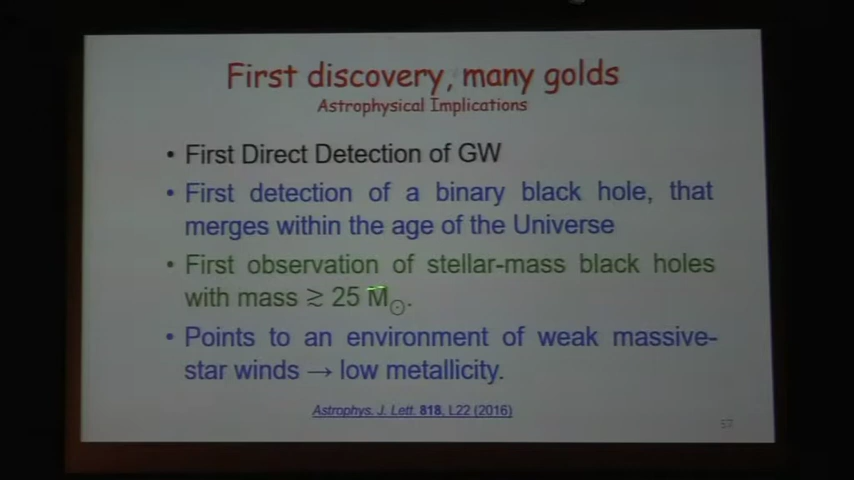 First discovery, many golds
Astrophysical Implications
• First Direct Detection of GW
• First detection of a binary black hole, that
merges within the age of the Universe
• First observation of stellar-mass black holes
with mass ≳ 25 M⊙.
• Points to an environment of weak massive-
star winds → low metallicity.
Astrophys. J. Lett. 818, L22 (2016)
57